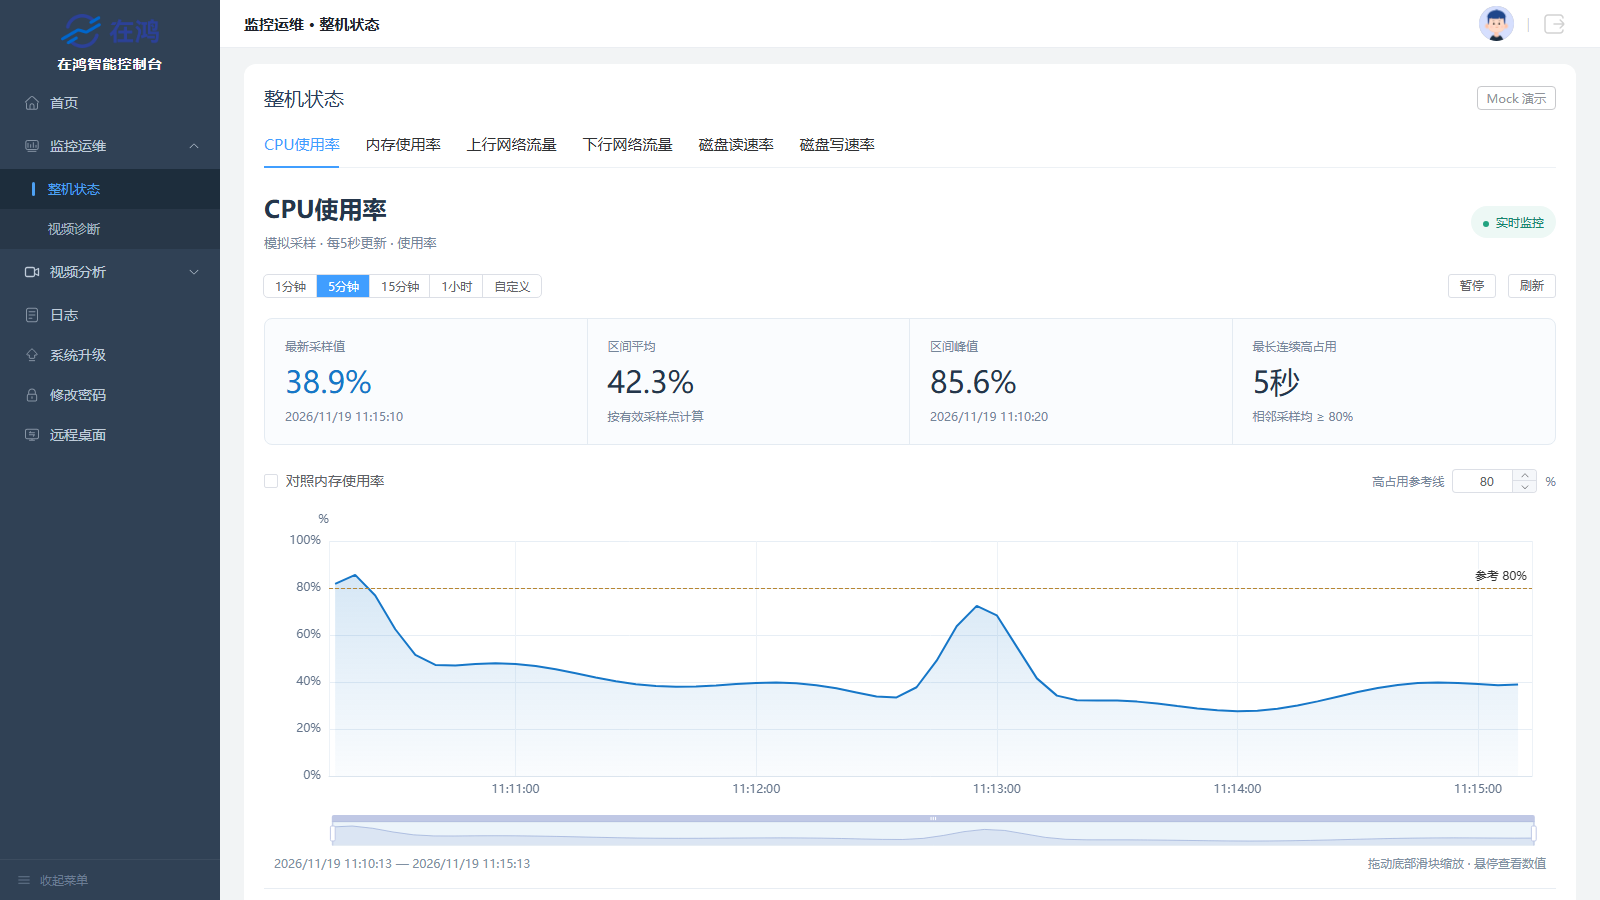 在鸿
在鸿智能控制台
首页
监控运维
整机状态
视频诊断
视频分析
日志
系统升级
修改密码
远程桌面
收起菜单
监控运维 • 整机状态
整机状态
Mock 演示
CPU使用率 内存使用率 上行网络流量 下行网络流量 磁盘读速率 磁盘写速率
CPU使用率
模拟采样 · 每5秒更新 · 使用率
实时监控
1分钟 5分钟 15分钟 1小时 自定义
暂停 刷新
最新采样值
38.9%
2026/11/19 11:15:10
区间平均
42.3%
按有效采样点计算
区间峰值
85.6%
2026/11/19 11:10:20
最长连续高占用
5秒
相邻采样均 ≥ 80%
对照内存使用率
高占用参考线 80 %
%
100%
80%
60%
40%
20%
0%
参考 80%
11:11:00 11:12:00 11:13:00 11:14:00 11:15:00
2026/11/19 11:10:13 — 2026/11/19 11:15:13
拖动底部滑块缩放 · 悬停查看数值